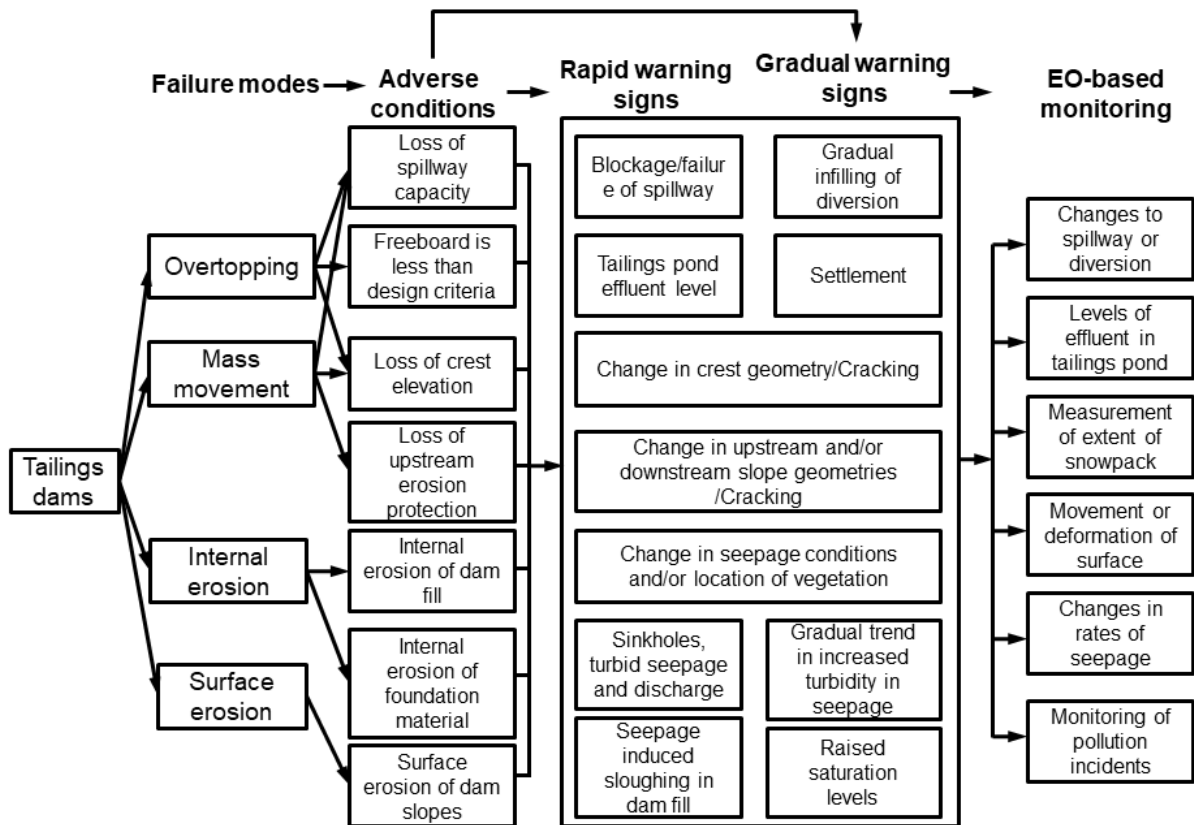 Failure modes
Adverse
conditions
Rapid warning
signs
Gradual warning
signs
EO-based
monitoring
Tailings
dams
Overtopping
Mass
movement
Internal
erosion
Surface
erosion
Loss of
spillway
capacity
Freeboard is
less than
design criteria
Loss of crest
elevation
Loss of
upstream
erosion
protection
Internal
erosion of dam
fill
Internal
erosion of
foundation
material
Surface
erosion of dam
slopes
Blockage/failur
e of spillway
Gradual
infilling of
diversion
Tailings pond
effluent level
Settlement
Change in crest geometry/Cracking
Change in upstream and/or
downstream slope geometries
/Cracking
Change in seepage conditions
and/or location of vegetation
Sinkholes,
turbid seepage
and discharge
Gradual trend
in increased
turbidity in
seepage
Seepage
induced
sloughing in
dam fill
Raised
saturation
levels
Changes to
spillway or
diversion
Levels of
effluent in
tailings pond
Measurement
of extent of
snowpack
Movement or
deformation of
surface
Changes in
rates of
seepage
Monitoring of
pollution
incidents